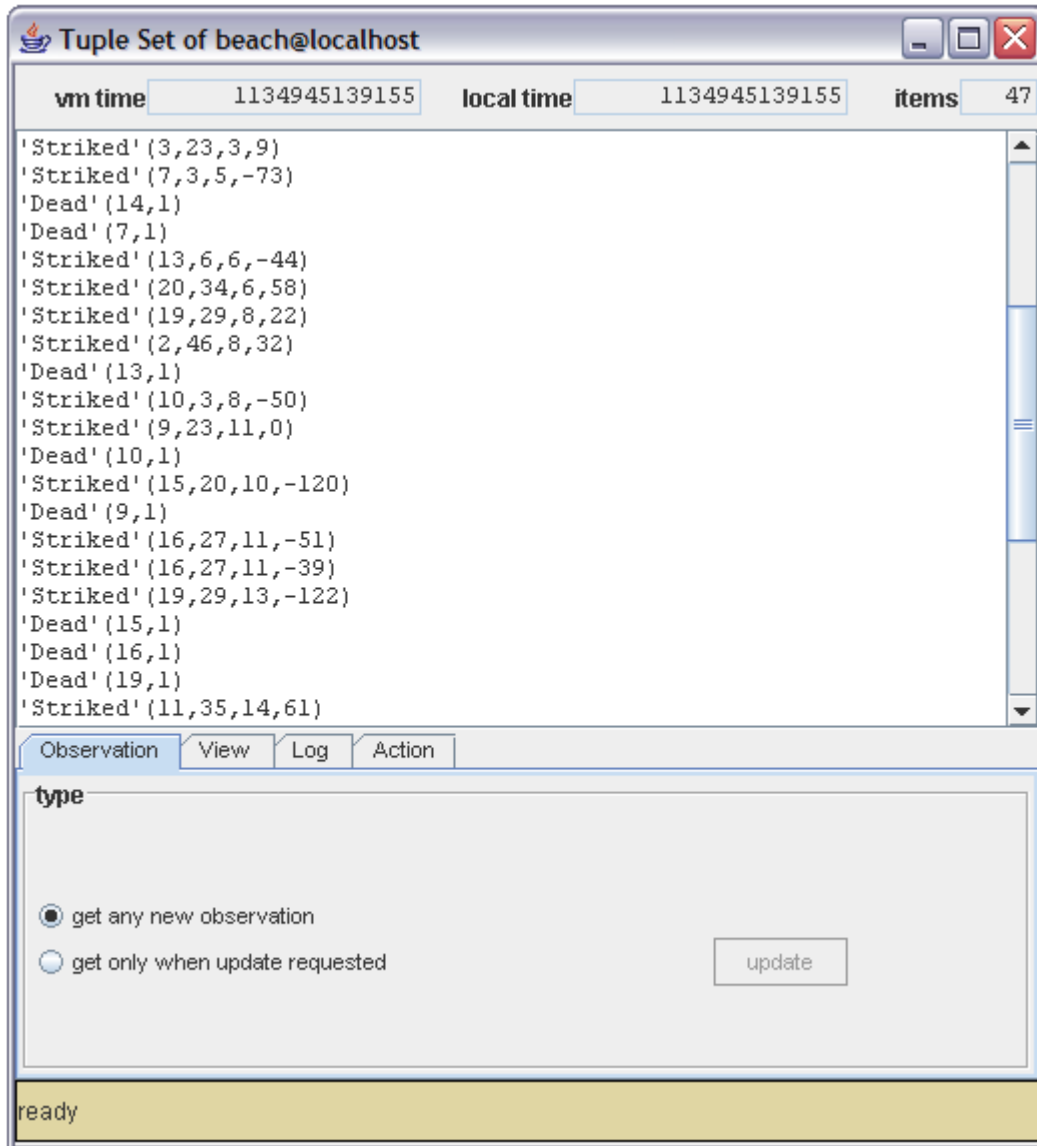 Tuple Set of beach@localhost
vm time 1134945139155 local time 1134945139155 items 47
'Striked'(3,23,3,9)
'Striked'(7,3,5,-73)
'Dead'(14,1)
'Dead'(7,1)
'Striked'(13,6,6,-44)
'Striked'(20,34,6,58)
'Striked'(19,29,8,22)
'Striked'(2,46,8,32)
'Dead'(13,1)
'Striked'(10,3,8,-50)
'Striked'(9,23,11,0)
'Dead'(10,1)
'Striked'(15,20,10,-120)
'Dead'(9,1)
'Striked'(16,27,11,-51)
'Striked'(16,27,11,-39)
'Striked'(19,29,13,-122)
'Dead'(15,1)
'Dead'(16,1)
'Dead'(19,1)
'Striked'(11,35,14,61)
Observation View Log Action
type
get any new observation
get only when update requested update
ready